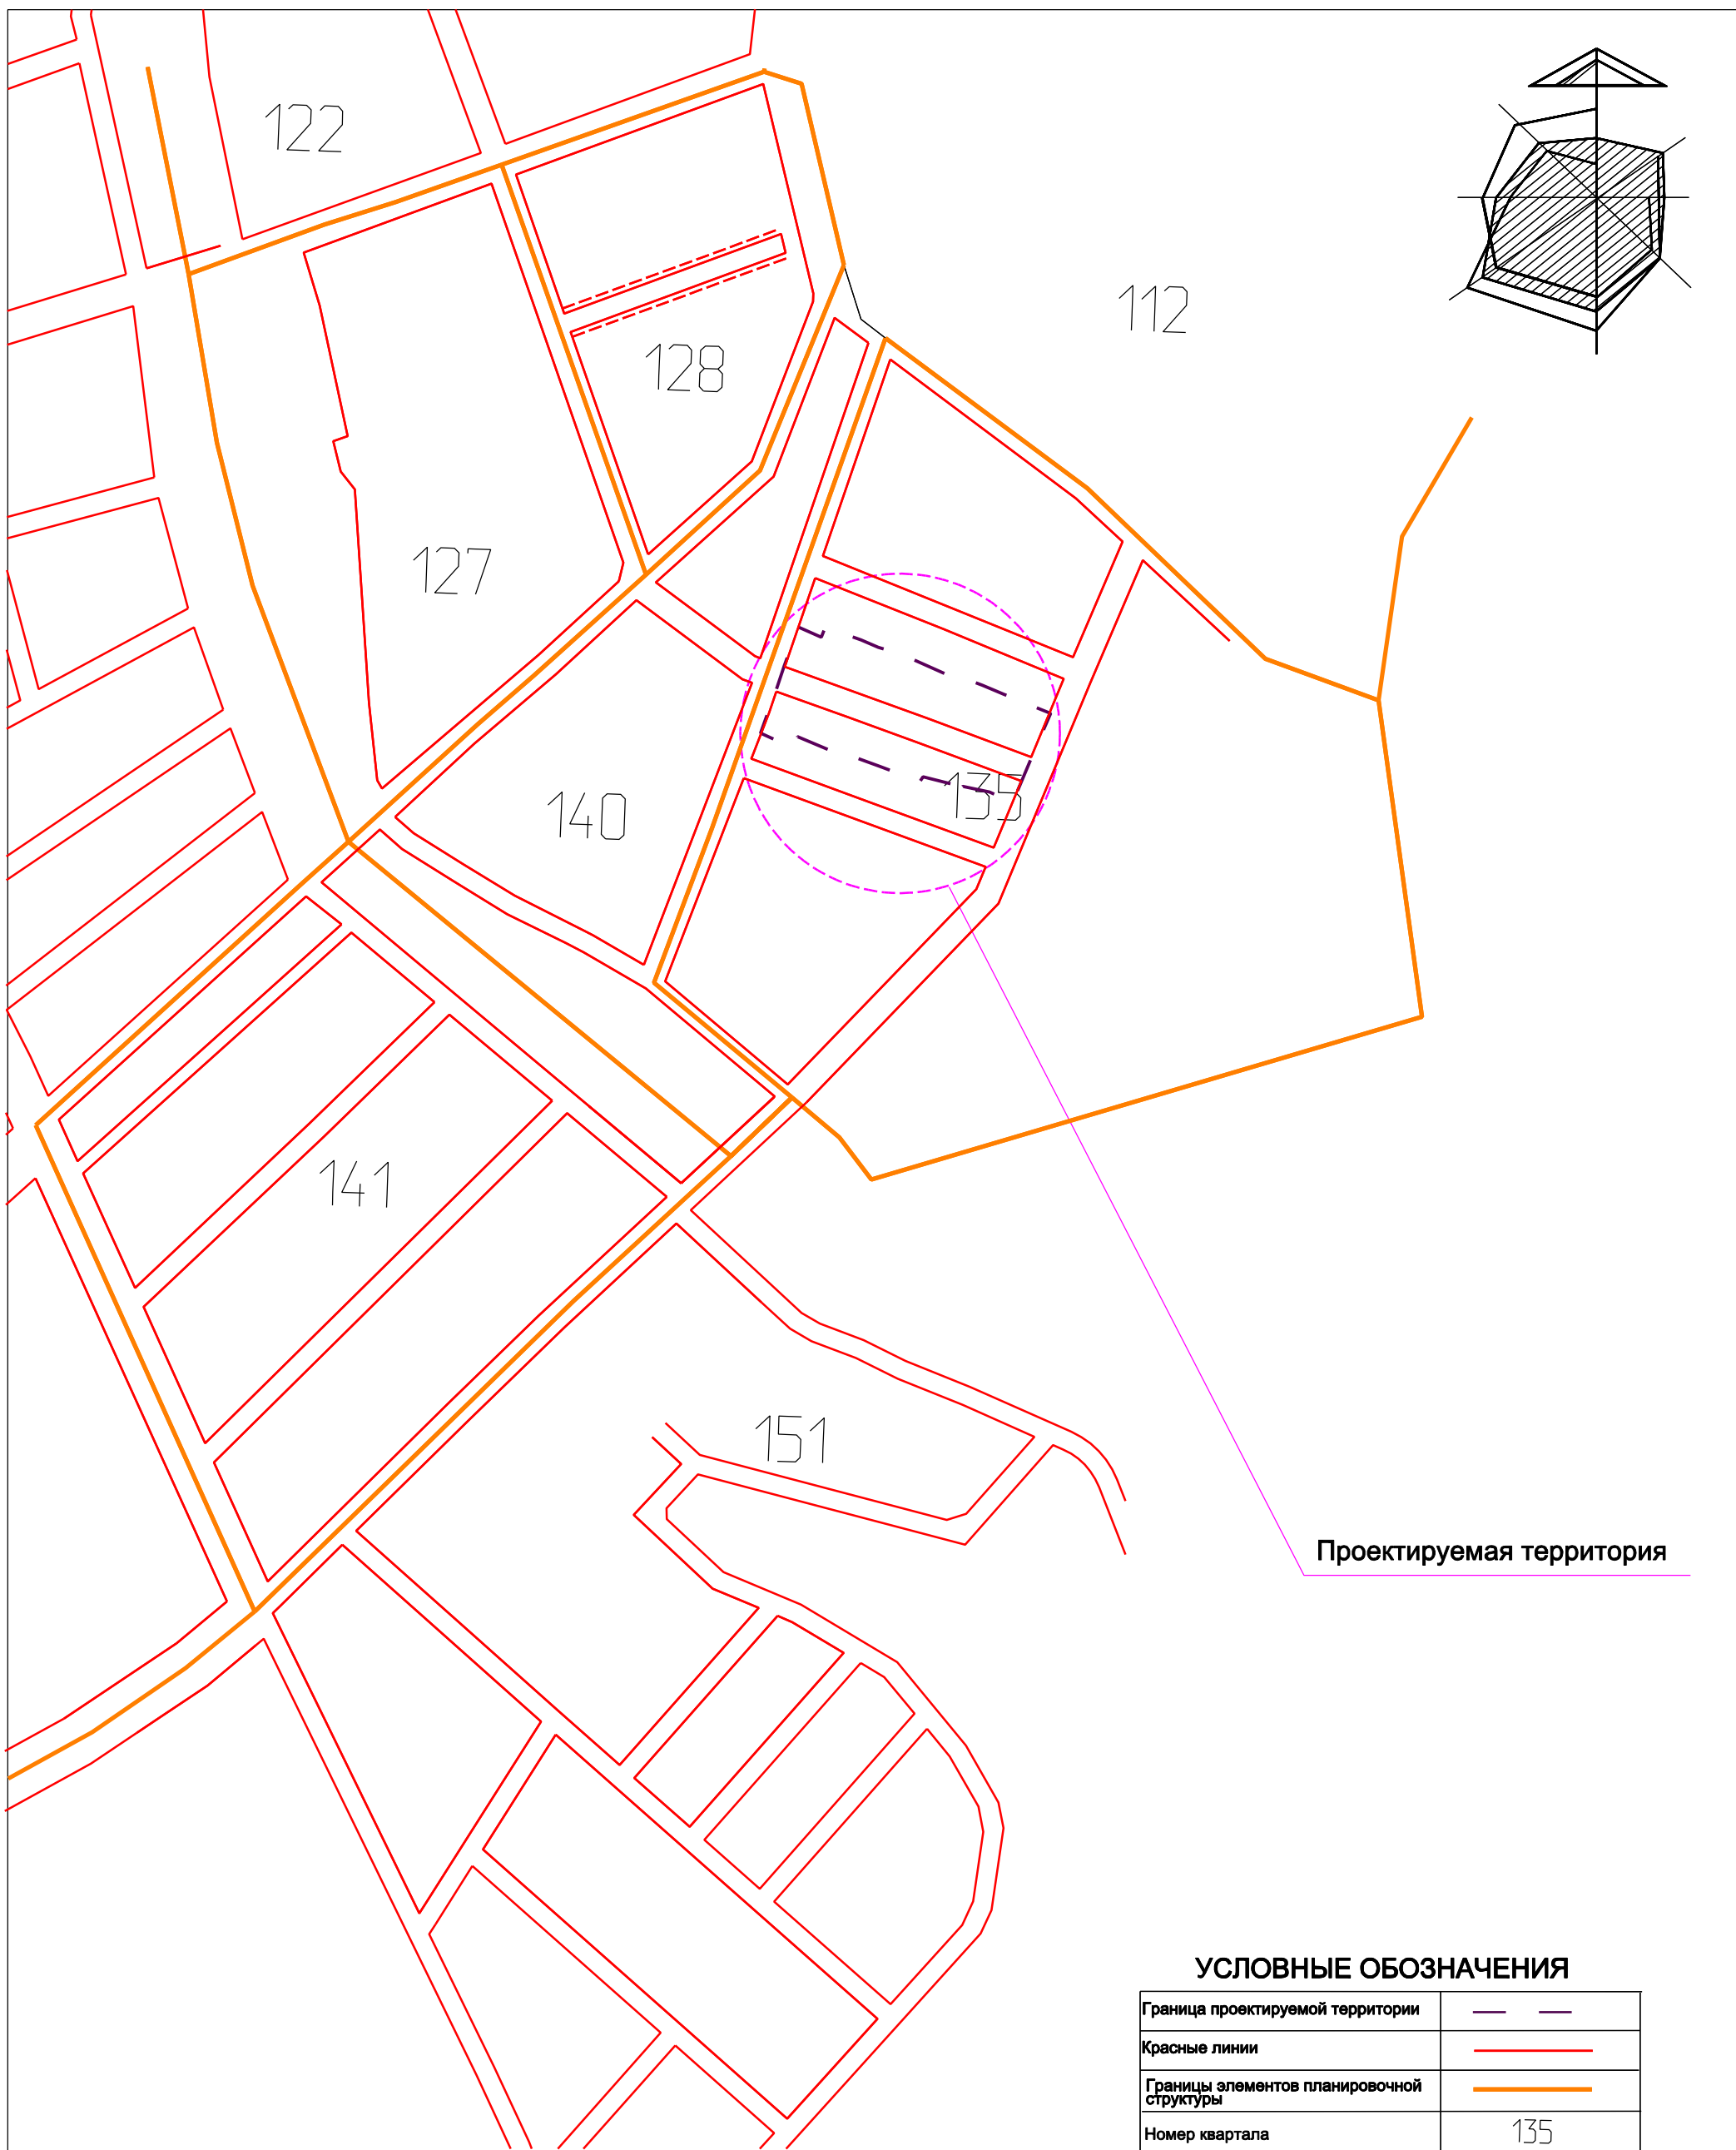 122
112
128
127
135
140
141
151
Проектируемая территория
УСЛОВНЫЕ ОБОЗНАЧЕНИЯ
Граница проектируемой территории
Красные линии
Границы элементов планировочной
структуры
Номер квартала 135